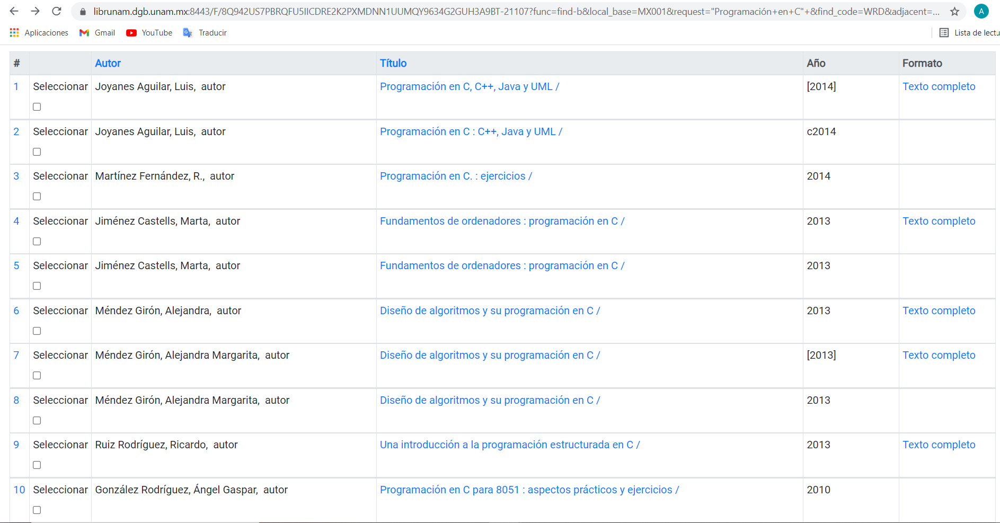 librunam.dgb.unam.mx:8443/F/8Q942US7PBRQFU5IICDRE2K2PXMDNN1UUMQY9634G2GUH3A9BT-21107?func=find-b&local_base=MX001&request="Programación+en+C"+&find_code=WRD&adjacent=... A
Aplicaciones Gmail YouTube Traducir Lista de lectu
# Autor Título Año Formato
1 Seleccionar Joyanes Aguilar, Luis, autor Programación en C, C++, Java y UML / [2014] Texto completo
2 Seleccionar Joyanes Aguilar, Luis, autor Programación en C : C++, Java y UML / c2014
3 Seleccionar Martínez Fernández, R., autor Programación en C. : ejercicios / 2014
4 Seleccionar Jiménez Castells, Marta, autor Fundamentos de ordenadores : programación en C / 2013 Texto completo
5 Seleccionar Jiménez Castells, Marta, autor Fundamentos de ordenadores : programación en C / 2013
6 Seleccionar Méndez Girón, Alejandra, autor Diseño de algoritmos y su programación en C / 2013 Texto completo
7 Seleccionar Méndez Girón, Alejandra Margarita, autor Diseño de algoritmos y su programación en C / [2013] Texto completo
8 Seleccionar Méndez Girón, Alejandra Margarita, autor Diseño de algoritmos y su programación en C / 2013
9 Seleccionar Ruiz Rodríguez, Ricardo, autor Una introducción a la programación estructurada en C / 2013 Texto completo
10 Seleccionar González Rodríguez, Ángel Gaspar, autor Programación en C para 8051 : aspectos prácticos y ejercicios / 2010